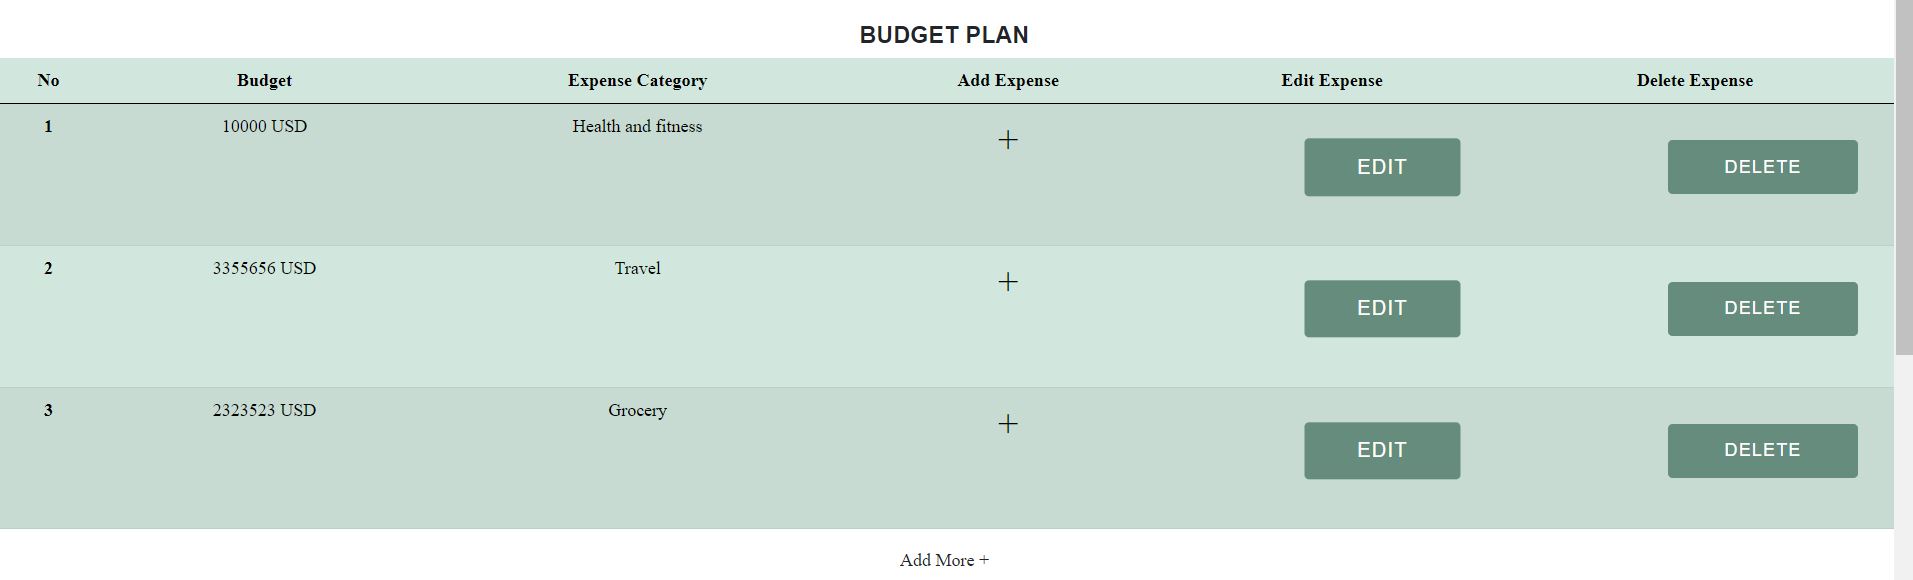 BUDGET PLAN
No Budget Expense Category Add Expense Edit Expense Delete Expense
1 10000 USD Health and fitness +
EDIT DELETE
2 3355656 USD Travel +
EDIT DELETE
3 2323523 USD Grocery +
EDIT DELETE
Add More +